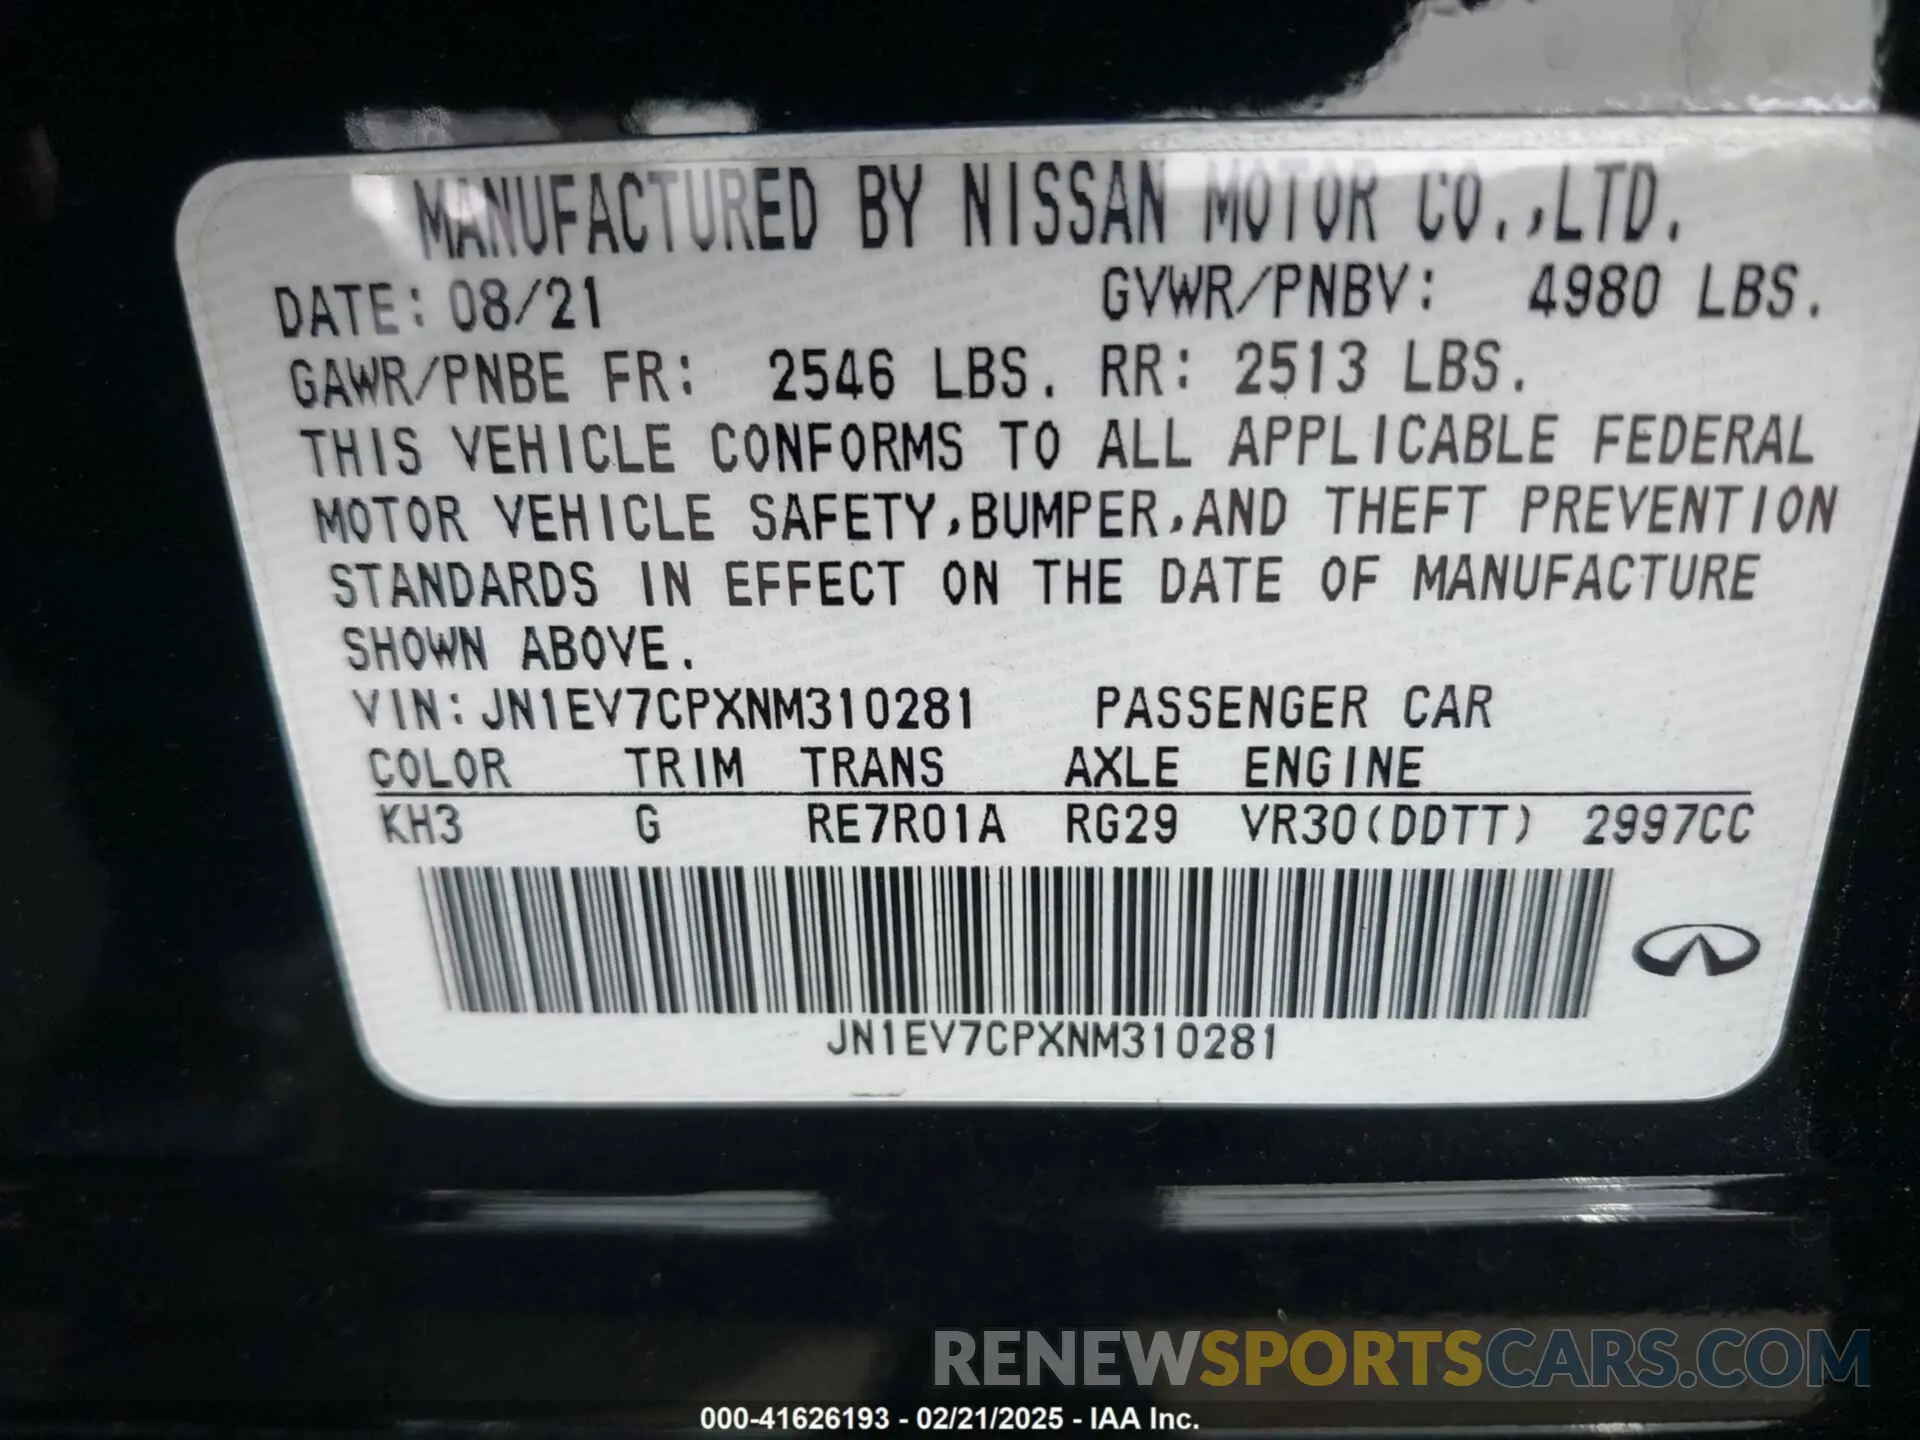 MANUFACTURED BY NISSAN MOTOR CO.,LTD.
DATE: 08/21 GVWR/PNBV: 4980 LBS.
GAWR/PNBE FR: 2546 LBS. RR: 2513 LBS.
THIS VEHICLE CONFORMS TO ALL APPLICABLE FEDERAL
MOTOR VEHICLE SAFETY,BUMPER,AND THEFT PREVENTION
STANDARDS IN EFFECT ON THE DATE OF MANUFACTURE
SHOWN ABOVE.
VIN: JN1EV7CPXNM310281 PASSENGER CAR
COLOR TRIM TRANS AXLE ENGINE
KH3 G RE7R01A RG29 VR30(DDTT) 2997CC
JN1EV7CPXNM310281
RENEWSPORTSCARS.COM
000-41626193 - 02/21/2025 - IAA Inc.